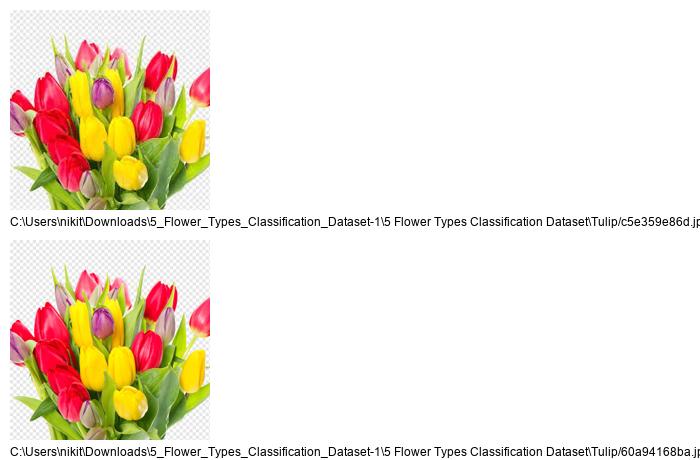 C:\Users\nikit\Downloads\5_Flower_Types_Classification_Dataset-1\5 Flower Types Classification Dataset\Tulip/c5e359e86d.jp
C:\Users\nikit\Downloads\5_Flower_Types_Classification_Dataset-1\5 Flower Types Classification Dataset\Tulip/60a94168ba.jp